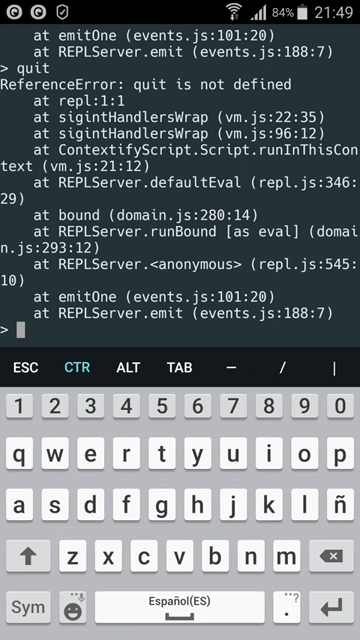 84% 21:49
at emitOne (events.js:101:20)
at REPLServer.emit (events.js:188:7)
> quit
ReferenceError: quit is not defined
at repl:1:1
at sigintHandlersWrap (vm.js:22:35)
at sigintHandlersWrap (vm.js:96:12)
at ContextifyScript.Script.runInThisCon
text (vm.js:21:12)
at REPLServer.defaultEval (repl.js:346:
29)
at bound (domain.js:280:14)
at REPLServer.runBound [as eval] (domai
n.js:293:12)
at REPLServer.<anonymous> (repl.js:545:
10)
at emitOne (events.js:101:20)
at REPLServer.emit (events.js:188:7)
>
ESC CTR ALT TAB — / |
1 2 3 4 5 6 7 8 9 0
q w e r t y u i o p
a s d f g h j k l ñ
z x c v b n m
Sym Español(ES) . ,,?